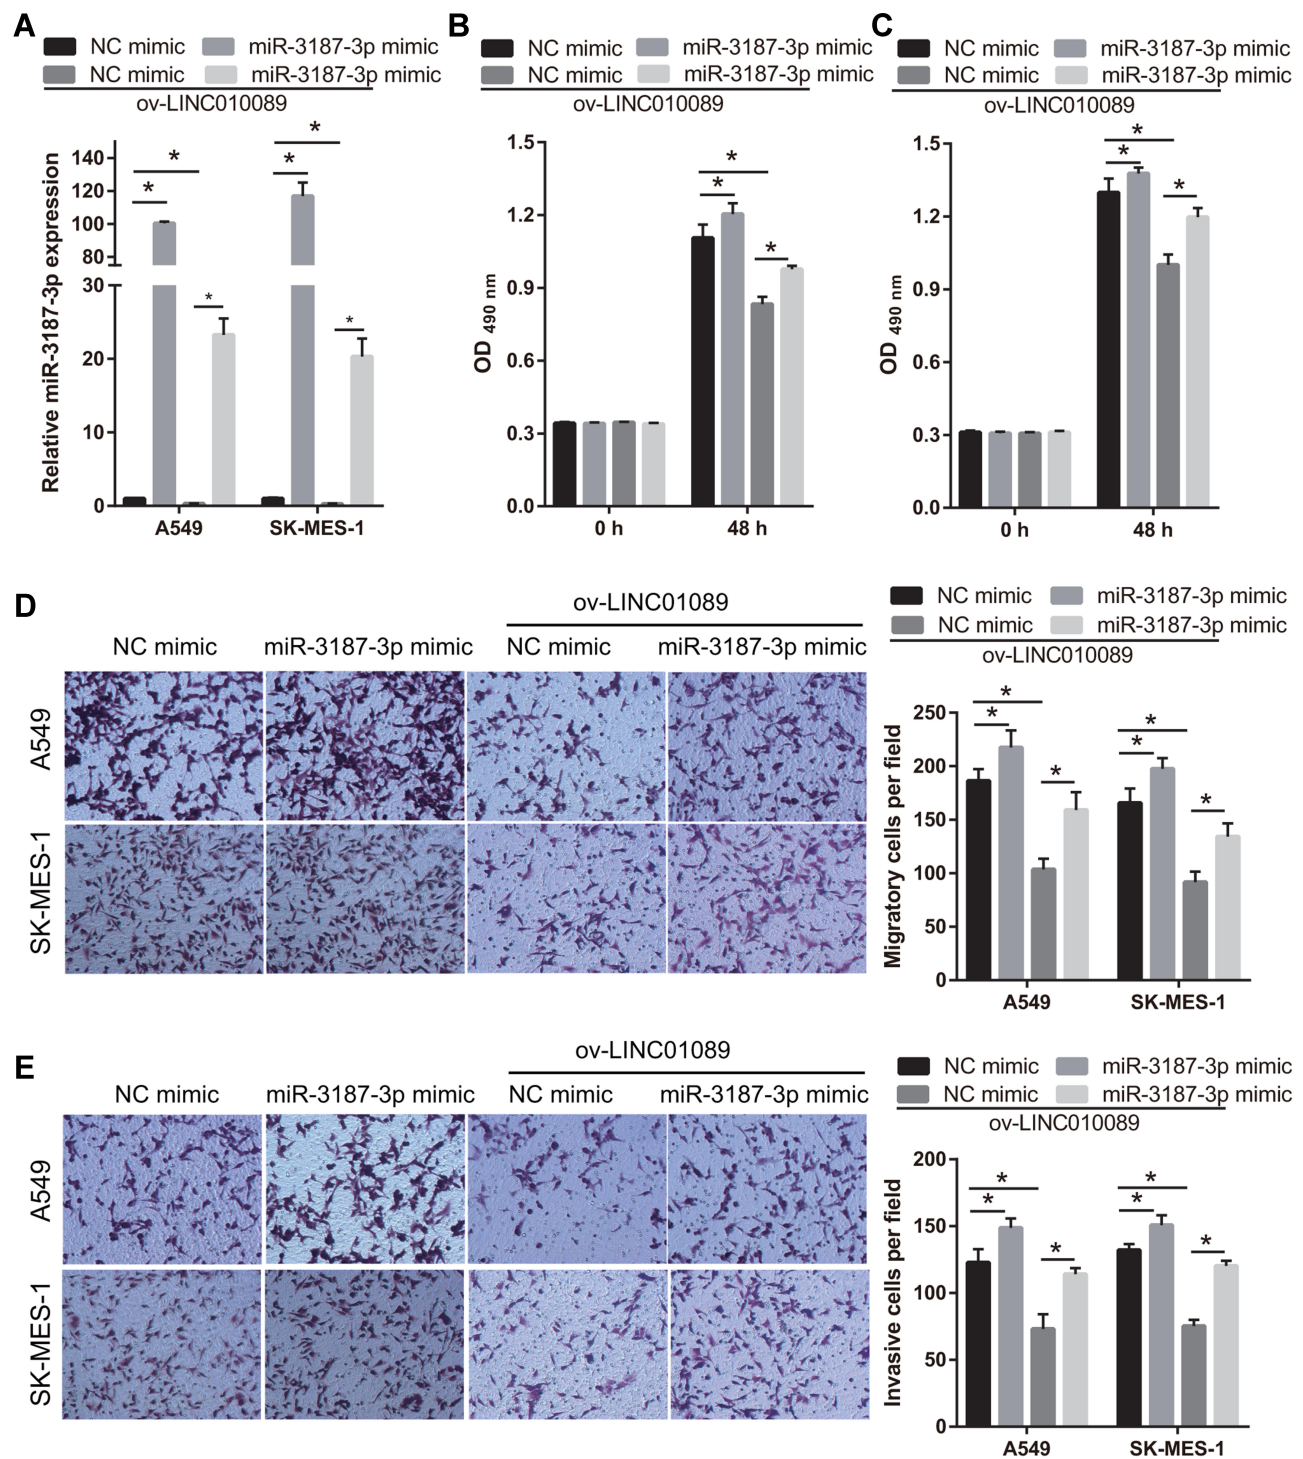 A
NC mimic miR-3187-3p mimic
NC mimic miR-3187-3p mimic
ov-LINC010089
Relative miR-3187-3p expression
140
120
100
80
30
20
10
0
* * * * * *
A549 SK-MES-1
B
NC mimic miR-3187-3p mimic
NC mimic miR-3187-3p mimic
ov-LINC010089
OD 490 nm
1.5
1.2
0.9
0.6
0.3
0.0
* * *
0 h 48 h
C
NC mimic miR-3187-3p mimic
NC mimic miR-3187-3p mimic
ov-LINC010089
OD 490 nm
1.5
1.2
0.9
0.6
0.3
0.0
* * *
0 h 48 h
D
ov-LINC01089
NC mimic miR-3187-3p mimic NC mimic miR-3187-3p mimic
A549
SK-MES-1
NC mimic miR-3187-3p mimic
NC mimic miR-3187-3p mimic
ov-LINC010089
Migratory cells per field
250
200
150
100
50
0
* * * * * *
A549 SK-MES-1
E
ov-LINC01089
NC mimic miR-3187-3p mimic NC mimic miR-3187-3p mimic
A549
SK-MES-1
NC mimic miR-3187-3p mimic
NC mimic miR-3187-3p mimic
ov-LINC010089
Invasive cells per field
200
150
100
50
0
* * * * * *
A549 SK-MES-1